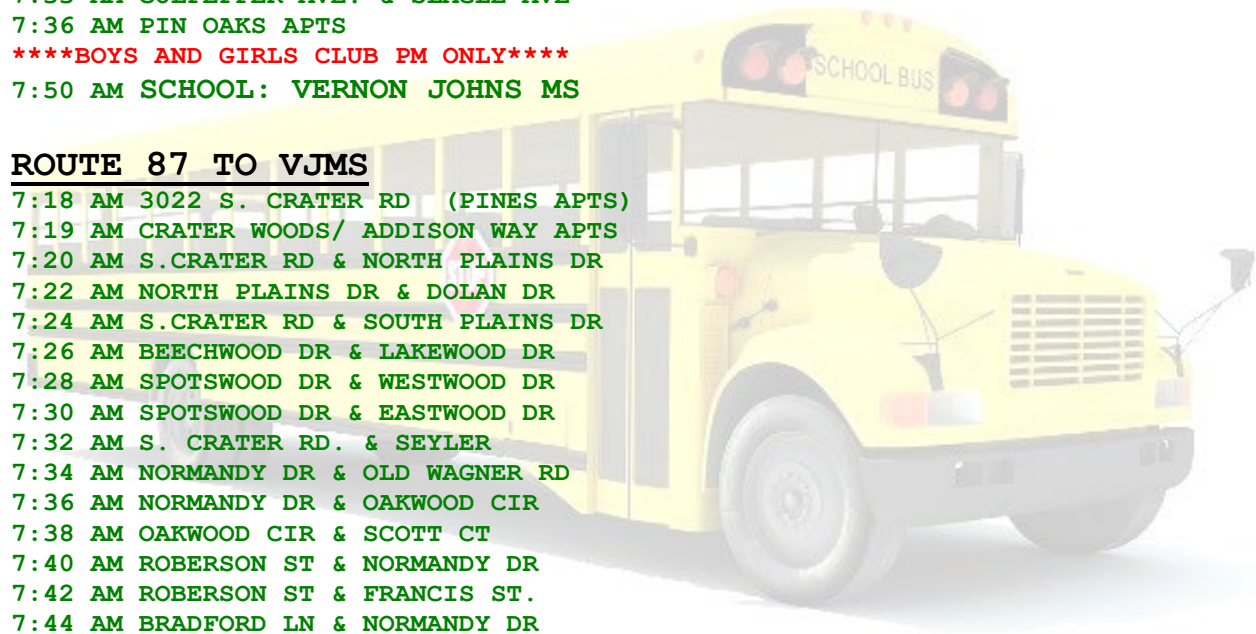 7:36 AM PIN OAKS APTS
****BOYS AND GIRLS CLUB PM ONLY****
7:50 AM SCHOOL: VERNON JOHNS MS
SCHOOL BUS
ROUTE 87 TO VJMS
7:18 AM 3022 S. CRATER RD (PINES APTS)
7:19 AM CRATER WOODS/ ADDISON WAY APTS
7:20 AM S.CRATER RD & NORTH PLAINS DR
7:22 AM NORTH PLAINS DR & DOLAN DR
7:24 AM S.CRATER RD & SOUTH PLAINS DR
7:26 AM BEECHWOOD DR & LAKEWOOD DR
7:28 AM SPOTSWOOD DR & WESTWOOD DR
7:30 AM SPOTSWOOD DR & EASTWOOD DR
7:32 AM S. CRATER RD. & SEYLER
7:34 AM NORMANDY DR & OLD WAGNER RD
7:36 AM NORMANDY DR & OAKWOOD CIR
7:38 AM OAKWOOD CIR & SCOTT CT
7:40 AM ROBERSON ST & NORMANDY DR
7:42 AM ROBERSON ST & FRANCIS ST.
7:44 AM BRADFORD LN & NORMANDY DR